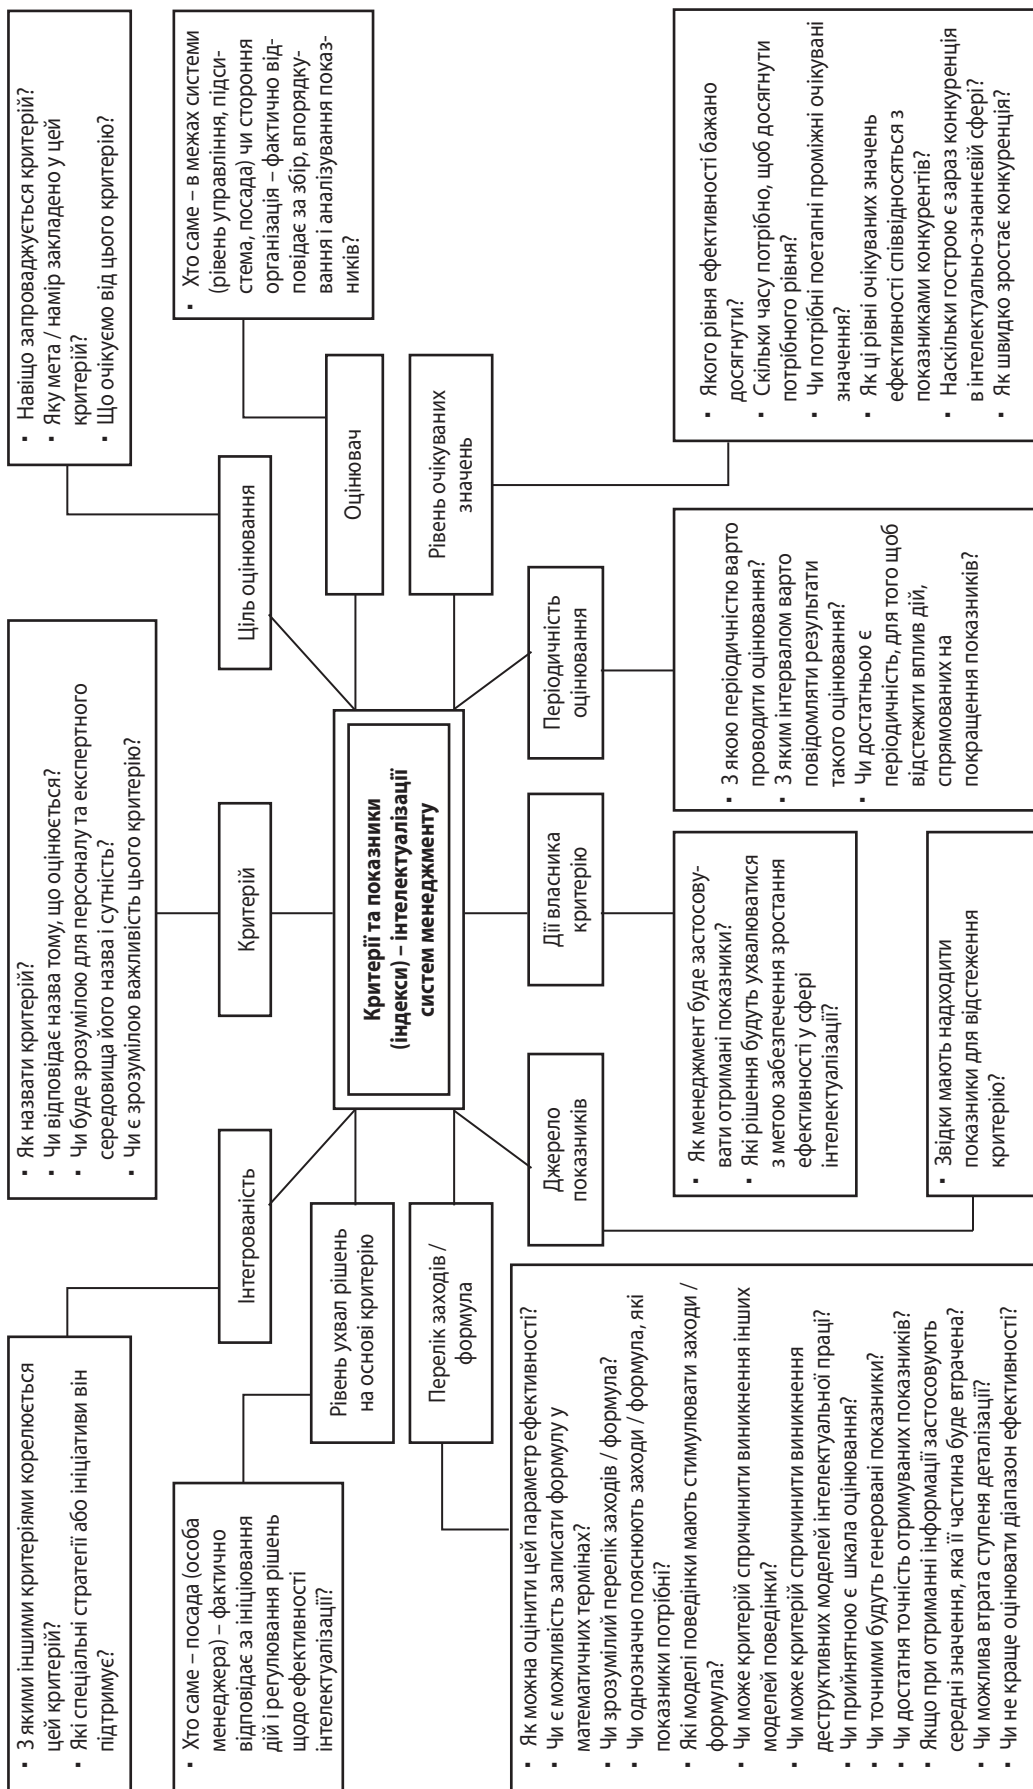 ▪ З якими іншими критеріями корелюється
цей критерій?
▪ Які спеціальні стратегії або ініціативи він
підтримує?
▪ Як назвати критерій?
▪ Чи відповідає назва тому, що оцінюється?
▪ Чи буде зрозумілою для персоналу та експертного
середовища його назва і сутність?
▪ Чи є зрозумілою важливість цього критерію?
▪ Навіщо запроваджується критерій?
▪ Яку мета / намір закладено у цей
критерій?
▪ Що очікуємо від цього критерію?
Інтегрованість
Критерій
Ціль оцінювання
▪ Хто саме – посада (особа
менеджера) – фактично
відповідає за ініціювання
дій і регулювання рішень
щодо ефективності
інтелектуалізації?
Рівень ухвал рішень
на основі критерію
Критерії та показники
(індекси) – інтелектуалізації
систем менеджменту
Оцінювач
▪ Хто саме – в межах системи
(рівень управління, підси-
стема, посада) чи стороння
організація – фактично від-
повідає за збір, впорядку-
вання і аналізування показ-
ників?
Перелік заходів /
формула
Рівень очікуваних
значень
Джерело
показників
Дії власника
критерію
Періодичність
оцінювання
▪ Як можна оцінити цей параметр ефективності?
▪ Чи є можливість записати формулу у
математичних термінах?
▪ Чи зрозумілий перелік заходів / формула?
▪ Чи однозначно пояснюють заходи / формула, які
показники потрібні?
▪ Які моделі поведінки мають стимулювати заходи /
формула?
▪ Чи може критерій спричинити виникнення інших
моделей поведінки?
▪ Чи може критерій спричинити виникнення
деструктивних моделей інтелектуальної праці?
▪ Чи прийнятною є шкала оцінювання?
▪ Чи точними будуть генеровані показники?
▪ Чи достатня точність отримуваних показників?
▪ Якщо при отриманні інформації застосовують
середні значення, яка її частина буде втрачена?
▪ Чи можлива втрата ступеня деталізації?
▪ Чи не краще оцінювати діапазон ефективності?
▪ Як менеджмент буде застосову-
вати отримані показники?
▪ Які рішення будуть ухвалюватися
з метою забезпечення зростання
ефективності у сфері
інтелектуалізації?
▪ Звідки мають надходити
показники для відстеження
критерію?
▪ З якою періодичністю варто
проводити оцінювання?
▪ З яким інтервалом варто
повідомляти результати
такого оцінювання?
▪ Чи достатньою є
періодичність, для того щоб
відстежити вплив дій,
спрямованих на
покращення показників?
▪ Якого рівня ефективності бажано
досягнути?
▪ Скільки часу потрібно, щоб досягнути
потрібного рівня?
▪ Чи потрібні поетапні проміжні очікувані
значення?
▪ Як ці рівні очікуваних значень
ефективності співвідносяться з
показниками конкурентів?
▪ Наскільки гострою є зараз конкуренція
в інтелектуально-знаннєвій сфері?
▪ Як швидко зростає конкуренція?